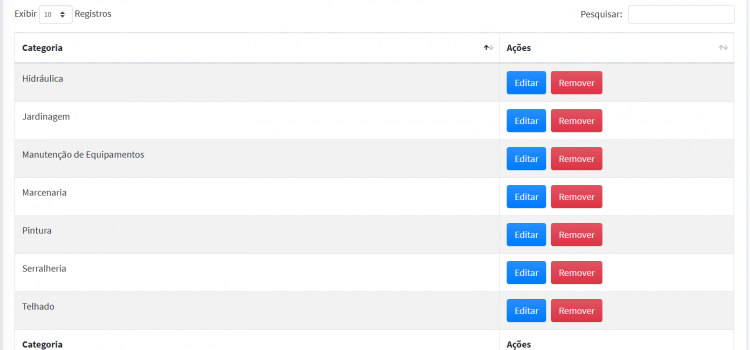 Exibir 10 Registros Pesquisar:
Categoria Ações
Hidráulica Editar Remover
Jardinagem Editar Remover
Manutenção de Equipamentos Editar Remover
Marcenaria Editar Remover
Pintura Editar Remover
Serralheria Editar Remover
Telhado Editar Remover
Categoria Ações